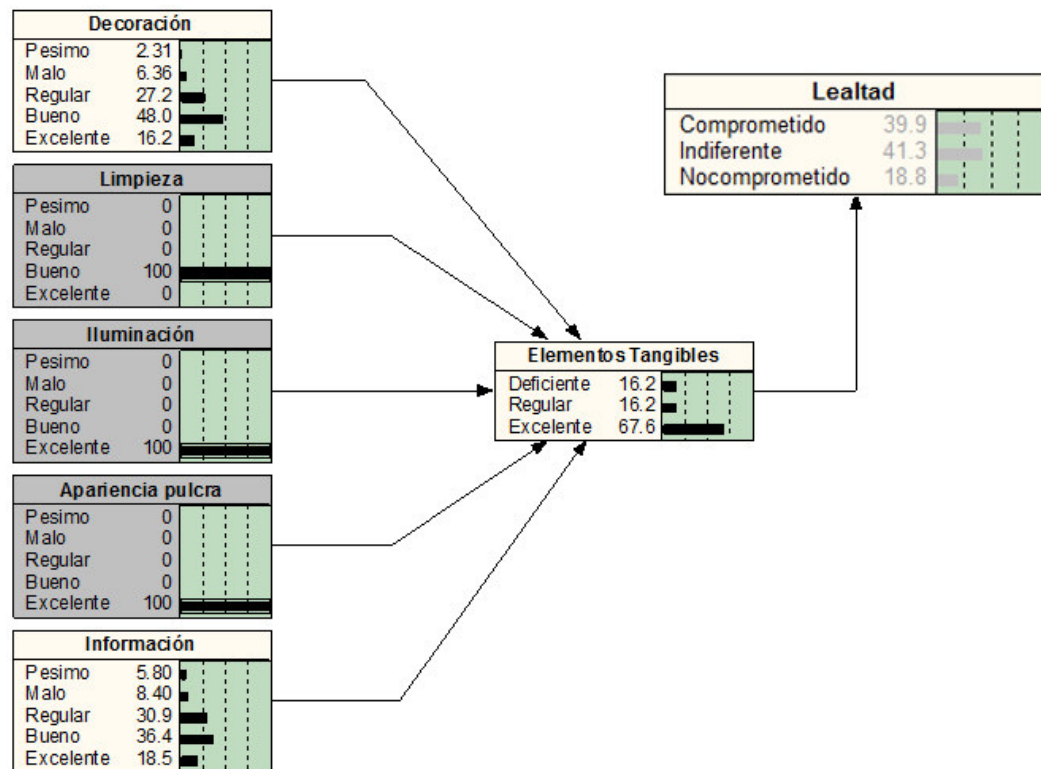 Decoración
Pesimo 2.31
Malo 6.36
Regular 27.2
Bueno 48.0
Excelente 16.2
Limpieza
Pesimo 0
Malo 0
Regular 0
Bueno 100
Excelente 0
Iluminación
Pesimo 0
Malo 0
Regular 0
Bueno 0
Excelente 100
Apariencia pulcra
Pesimo 0
Malo 0
Regular 0
Bueno 0
Excelente 100
Información
Pesimo 5.80
Malo 8.40
Regular 30.9
Bueno 36.4
Excelente 18.5
Elementos Tangibles
Deficiente 16.2
Regular 16.2
Excelente 67.6
Lealtad
Comprometido 39.9
Indiferente 41.3
Nocomprometido 18.8